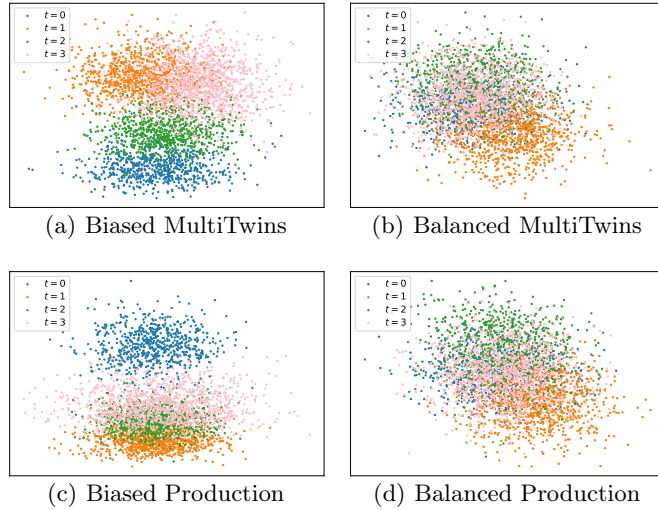 t = 0
t = 1
t = 2
t = 3
t = 0
t = 1
t = 2
t = 3
(a) Biased MultiTwins
(b) Balanced MultiTwins
t = 0
t = 1
t = 2
t = 3
t = 0
t = 1
t = 2
t = 3
(c) Biased Production
(d) Balanced Production